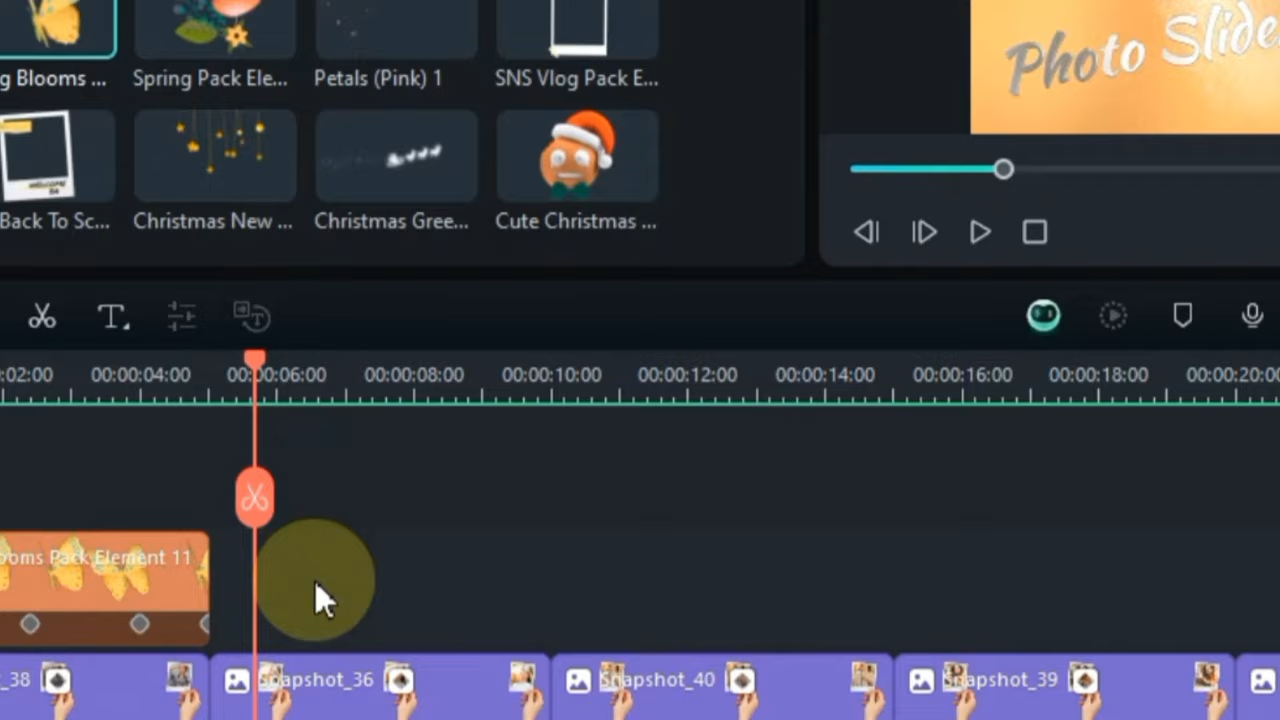 g Blooms ...
Spring Pack Ele...
Petals (Pink) 1
SNS Vlog Pack E...
Photo Slide
Back To Sc...
Christmas New ...
Christmas Gree...
Cute Christmas ...
:02:00
00:00:04:00
00:00:06:00
00:00:08:00
00:00:10:00
00:00:12:00
00:00:14:00
00:00:16:00
00:00:18:00
00:00:20:00
ooms Pack Element 11
_38
Snapshot_36
Snapshot_40
Snapshot_39